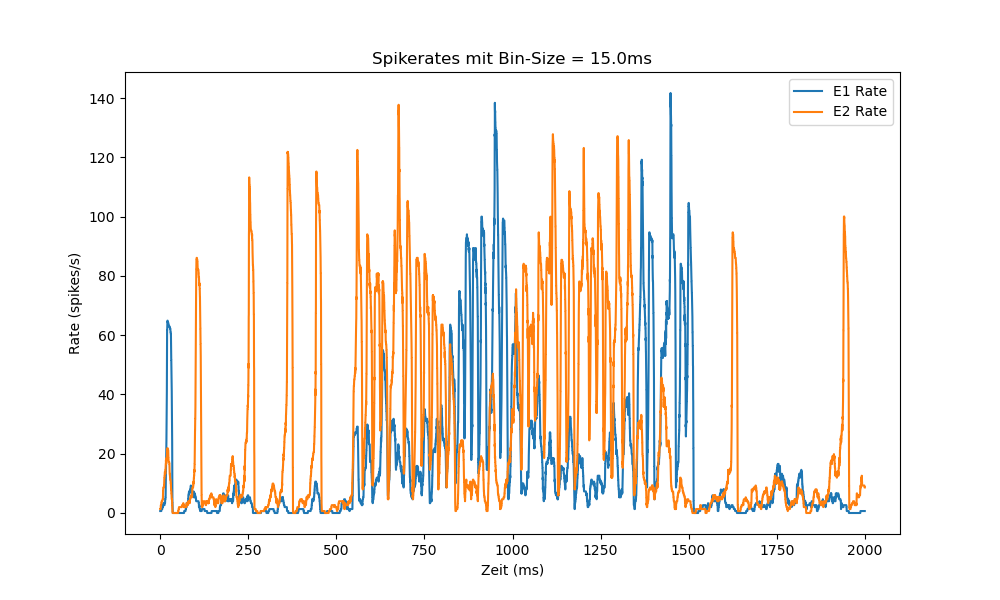 Spikerates mit Bin-Size = 15.0ms
E1 Rate
E2 Rate
Rate (spikes/s)
140
120
100
80
60
40
20
0
0 250 500 750 1000 1250 1500 1750 2000
Zeit (ms)